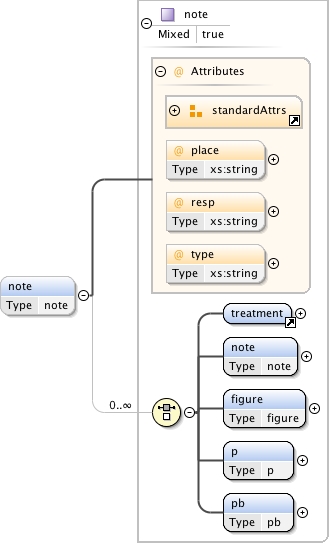 note
Mixed true
@ Attributes
standardAttrs
@ place
Type xs:string
@ resp
Type xs:string
@ type
Type xs:string
note
Type note
0..∞
treatment
note
Type note
figure
Type figure
p
Type p
pb
Type pb